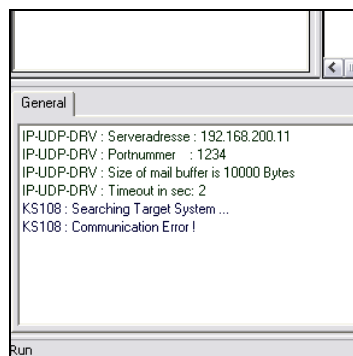 General
IP-UDP-DRV : Serveradresse : 192.168.200.11
IP-UDP-DRV : Portnummer : 1234
IP-UDP-DRV : Size of mail buffer is 10000 Bytes
IP-UDP-DRV : Timeout in sec: 2
KS108 : Searching Target System ...
KS108 : Communication Error !
Run